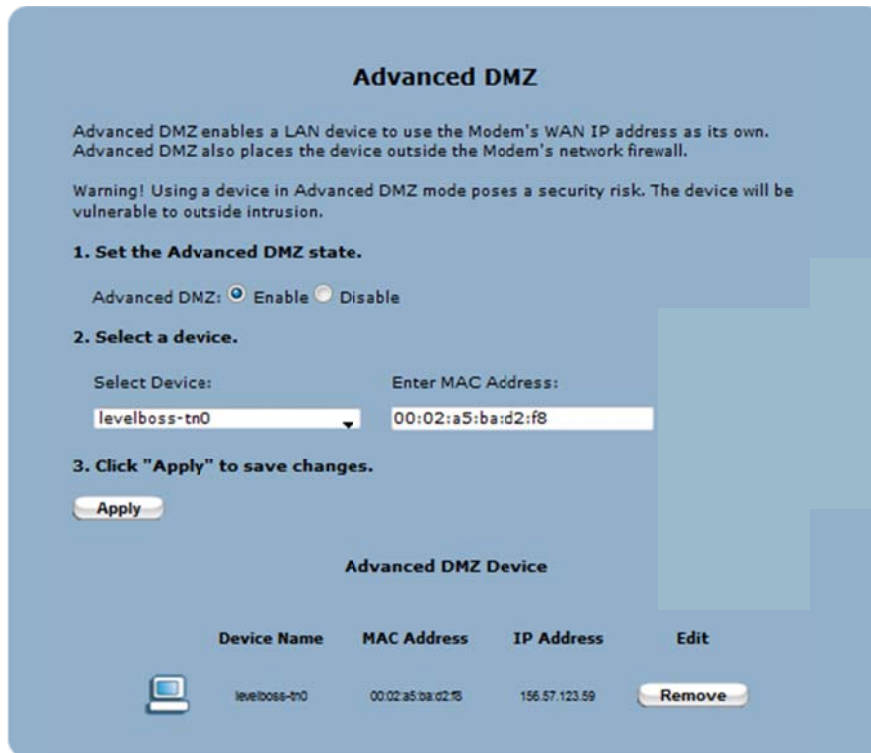 Advanced DMZ
Advanced DMZ enables a LAN device to use the Modem's WAN IP address as its own.
Advanced DMZ also places the device outside the Modem's network firewall.
Warning! Using a device in Advanced DMZ mode poses a security risk. The device will be
vulnerable to outside intrusion.
1. Set the Advanced DMZ state.
Advanced DMZ: Enable Disable
2. Select a device.
Select Device: Enter MAC Address:
levelboss-tn0 00:02:a5:ba:d2:f8
3. Click "Apply" to save changes.
Apply
Advanced DMZ Device
Device Name MAC Address IP Address Edit
levelboss-tn0 00:02:a5:ba:d2:f8 156.57.123.59 Remove